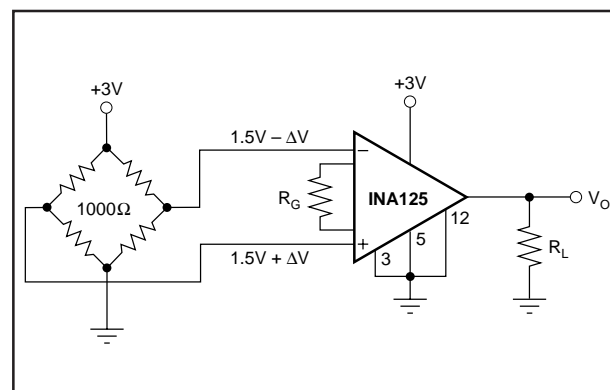 +3V
+3V
1.5V – ΔV
1000Ω
R_G
INA125
12
V_O
5
3
1.5V + ΔV
R_L